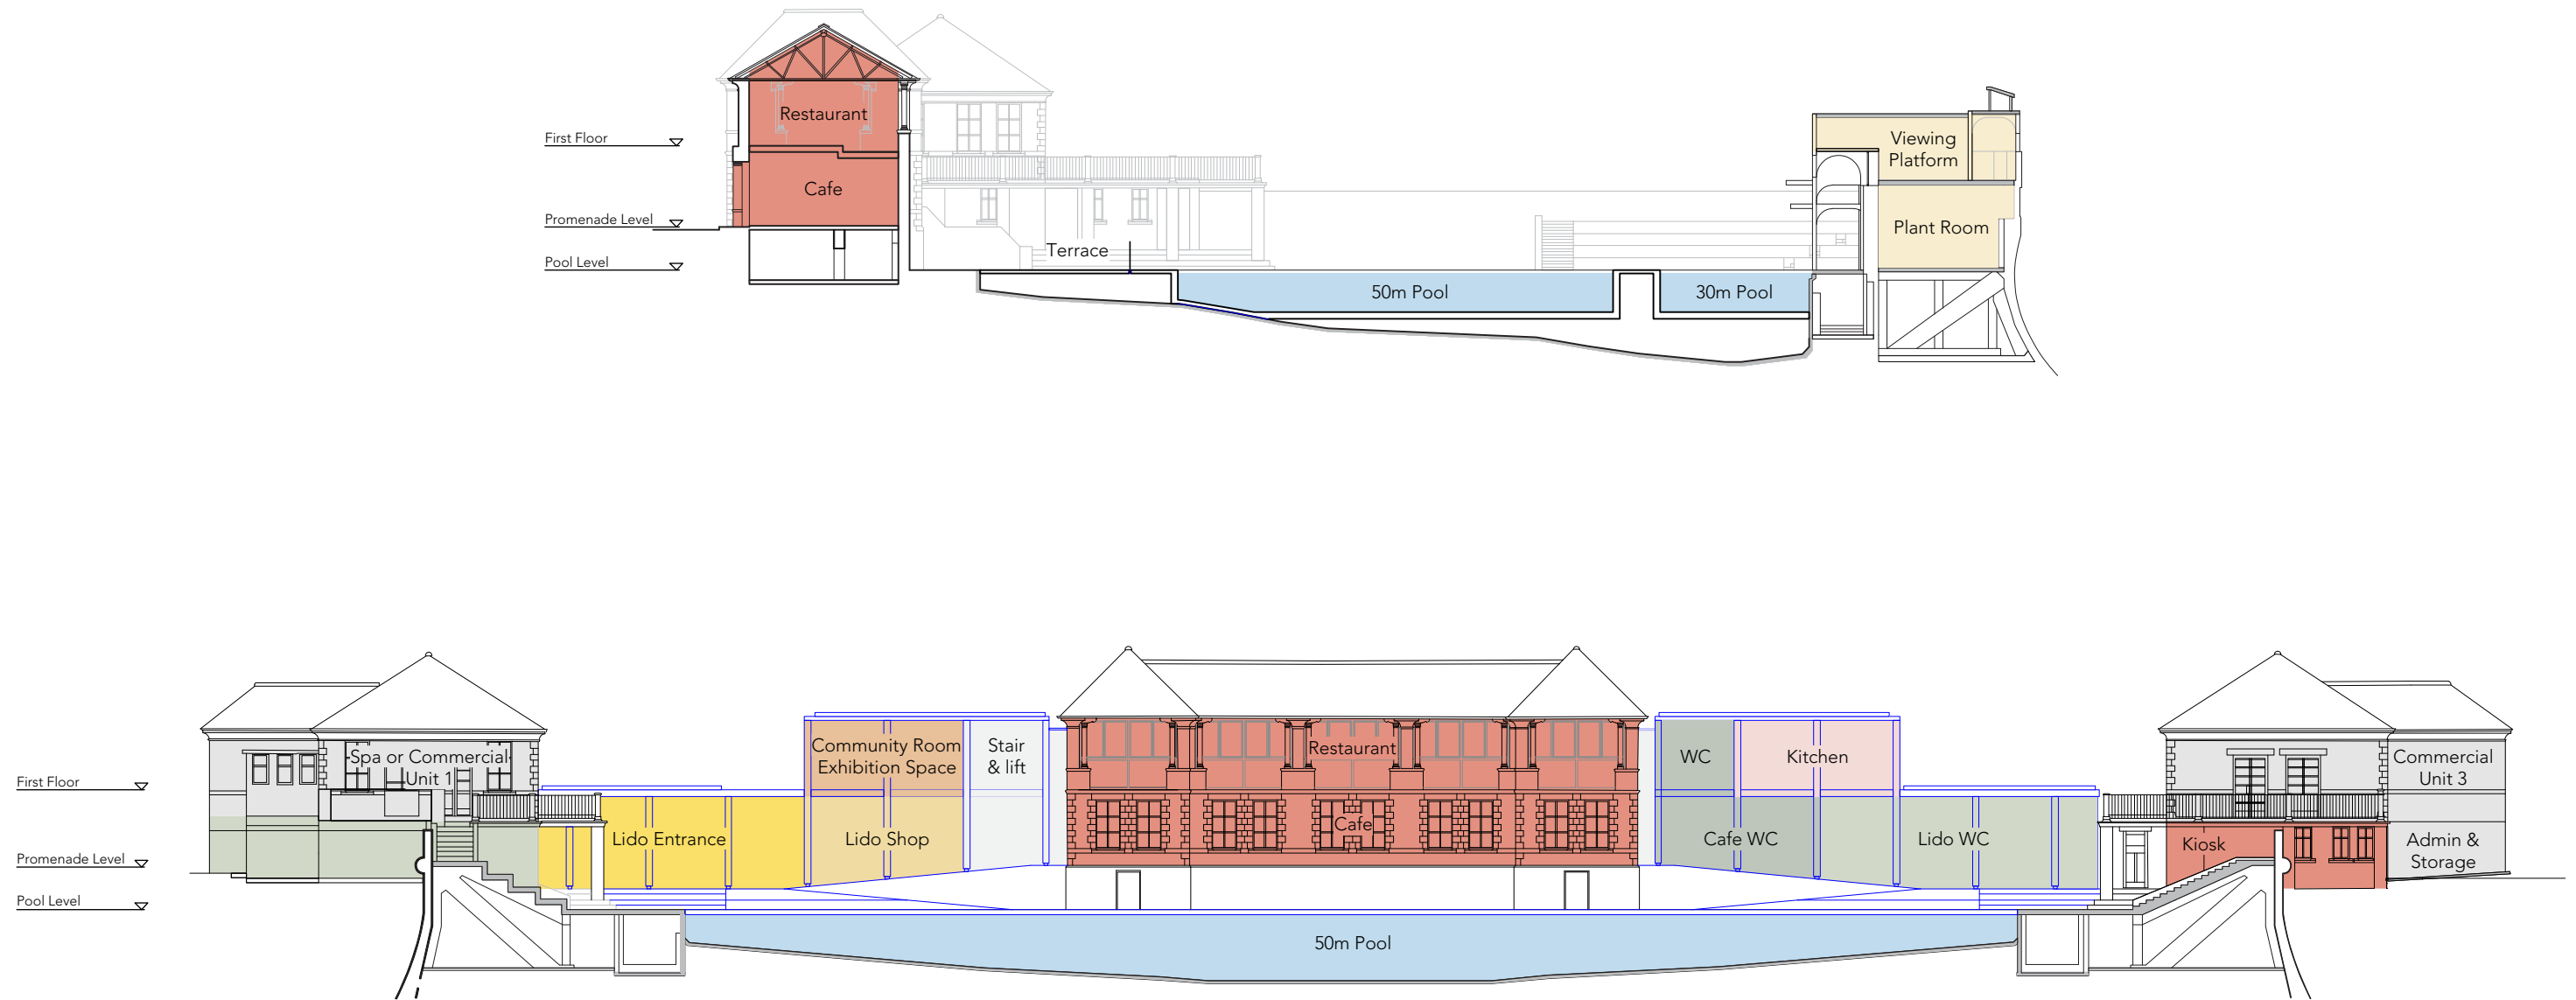 Restaurant
First Floor
Viewing
Platform
Cafe
Promenade Level
Plant Room
Terrace
Pool Level
50m Pool
30m Pool
Community Room
Exhibition Space
Stair
& lift
Restaurant
WC
Kitchen
Spa or Commercial
Unit 1
Commercial
Unit 3
First Floor
Lido Entrance
Lido Shop
Cafe
Cafe WC
Lido WC
Kiosk
Admin &
Storage
Promenade Level
Pool Level
50m Pool